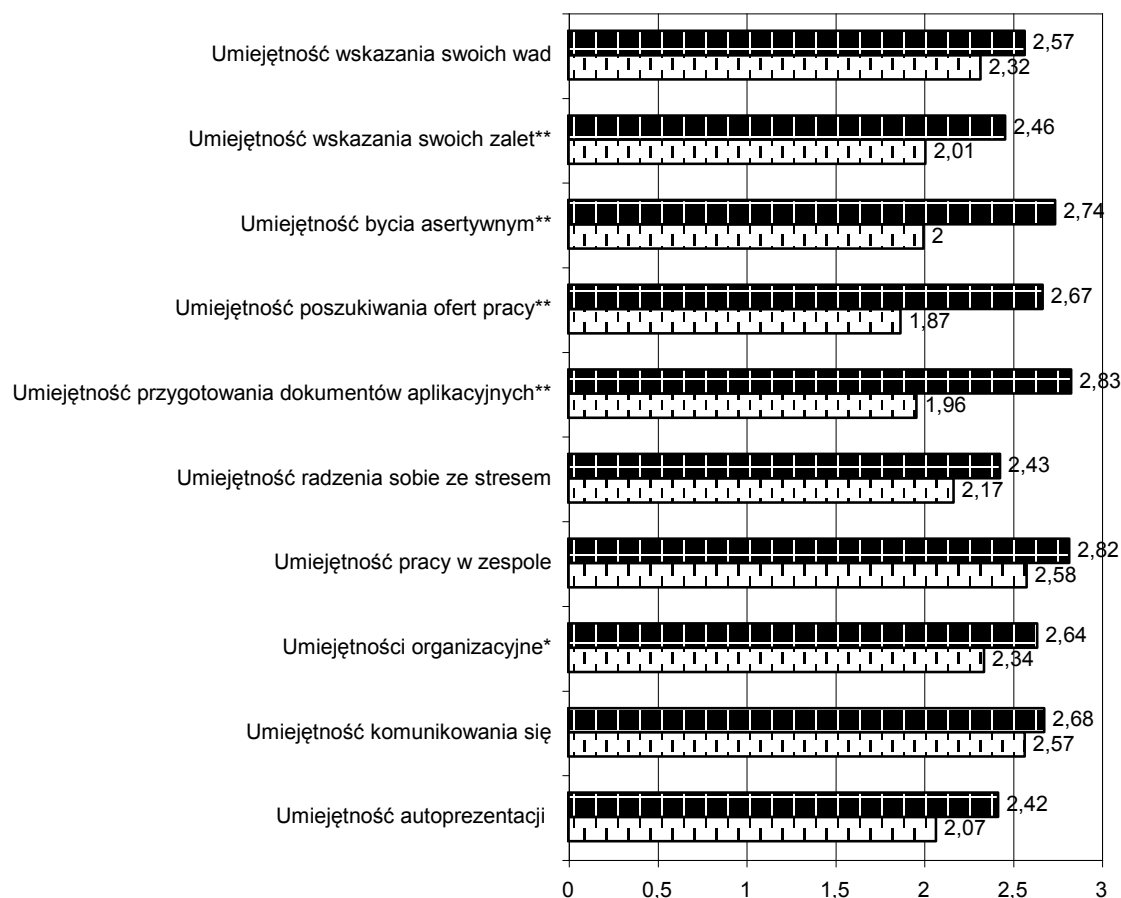 Umiejętność wskazania swoich wad
2,57
2,32
Umiejętność wskazania swoich zalet**
2,46
2,01
Umiejętność bycia asertywnym**
2,74
2
Umiejętność poszukiwania ofert pracy**
2,67
1,87
Umiejętność przygotowania dokumentów aplikacyjnych**
2,83
1,96
Umiejętność radzenia sobie ze stresem
2,43
2,17
Umiejętność pracy w zespole
2,82
2,58
Umiejętności organizacyjne*
2,64
2,34
Umiejętność komunikowania się
2,68
2,57
Umiejętność autoprezentacji
2,42
2,07
0 0,5 1 1,5 2 2,5 3